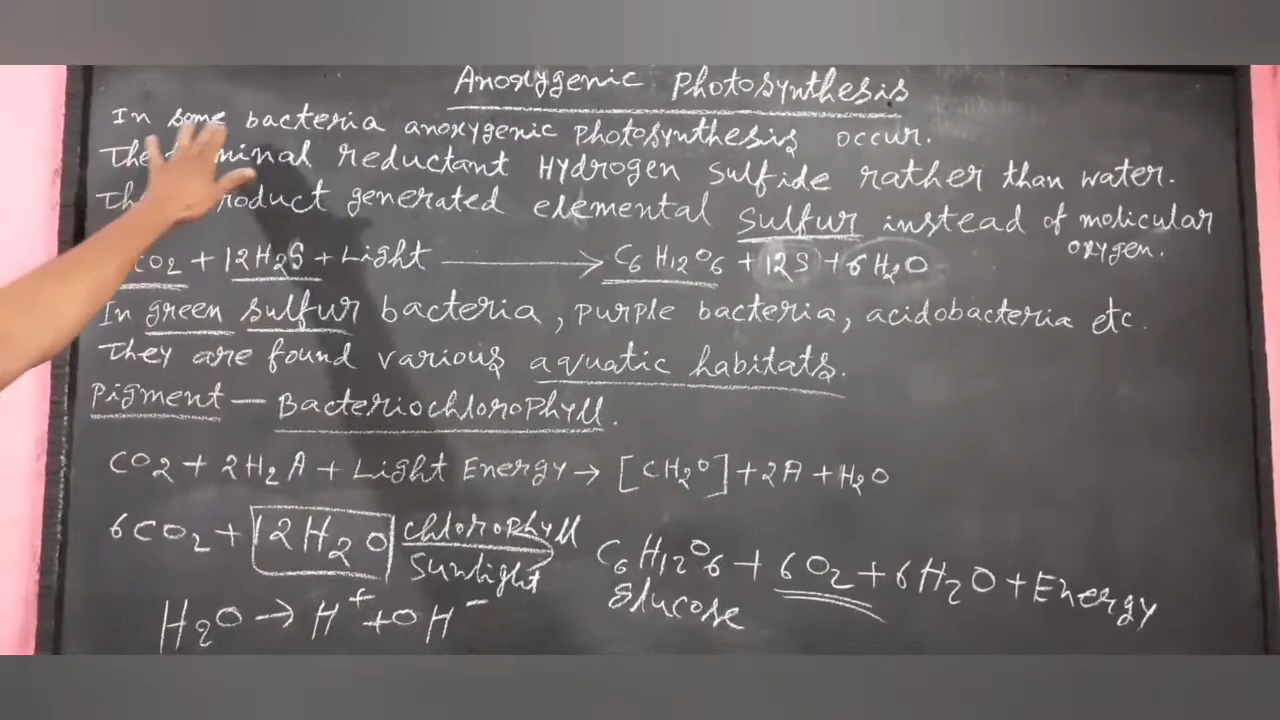 Anoxygenic Photosynthesis
In some bacteria anoxygenic photosynthesis occur.
The minal reductant Hydrogen sulfide rather than water.
The roduct generated elemental sulfur instead of molicular oxygen.
CO2 + 12H2S + Light → C6H12O6 + 12S + 6H2O
In green sulfur bacteria, purple bacteria, acidobacteria etc.
They are found various aquatic habitats.
Pigment - Bacteriochlorophyll.
CO2 + 2H2A + Light Energy → [CH2O] + 2A + H2O
6CO2 + 12H2O chlorophyll Sunlight → C6H12O6 + 6O2 + 6H2O + Energy
Glucose
H2O → H+ + OH-